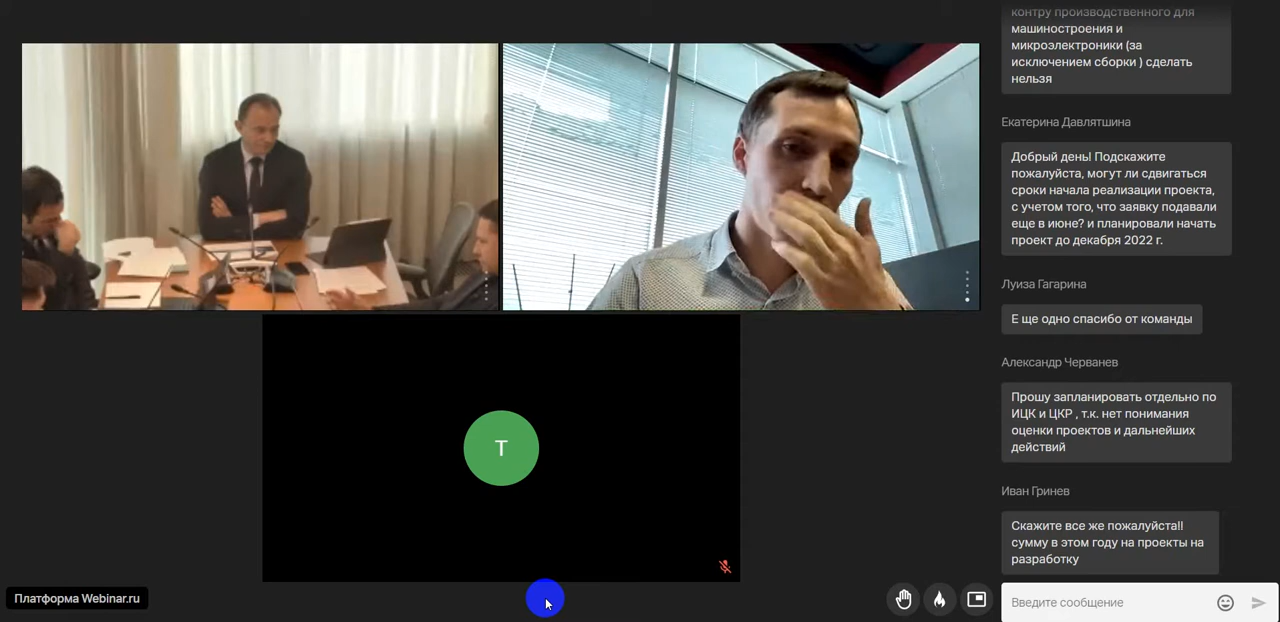 контру производственного для
машиностроения и
микроэлектроники (за
исключением сборки ) сделать
нельзя
Екатерина Давлятшина
Добрый день! Подскажите
пожалуйста, могут ли сдвигаться
сроки начала реализации проекта,
с учетом того, что заявку подавали
еще в июне? и планировали начать
проект до декабря 2022 г.
Луиза Гагарина
Е ще одно спасибо от команды
Александр Черванев
Прошу запланировать отдельно по
ИЦК и ЦКР , т.к. нет понимания
оценки проектов и дальнейших
действий
Иван Гринев
Скажите все же пожалуйста!!
сумму в этом году на проекты на
разработку
T
Платформа Webinar.ru
Введите сообщение